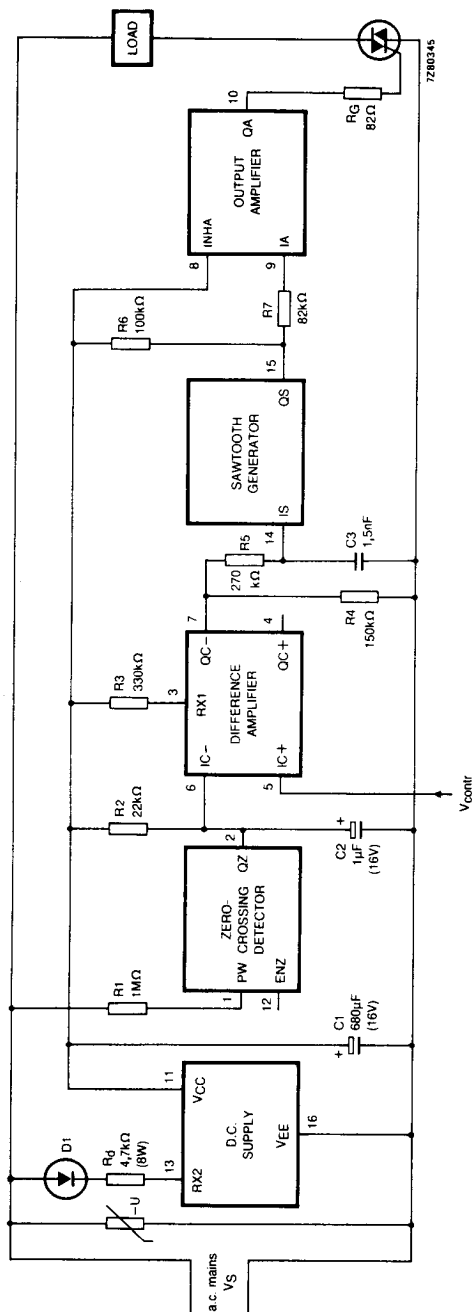 LOAD
7Z80345
RG
82Ω
10
QA
OUTPUT
AMPLIFIER
INHA
IA
8
9
R6
100kΩ
R7
82kΩ
15
QS
SAWTOOTH
GENERATOR
IS
14
R5
270
kΩ
C3
1,5nF
R4
150kΩ
7
QC−
4
QC+
R3
330kΩ
3
RX1
DIFFERENCE
AMPLIFIER
IC−
IC+
6
5
Vcontr
R2
22kΩ
2
QZ
C2
1µF
(16V)
+
ZERO-
CROSSING
DETECTOR
PW
ENZ
1
12
R1
1MΩ
C1
680µF
(16V)
+
11
VCC
D.C.
SUPPLY
VEE
16
RX2
13
D1
Rd
4,7kΩ
(8W)
−U
a.c. mains
VS